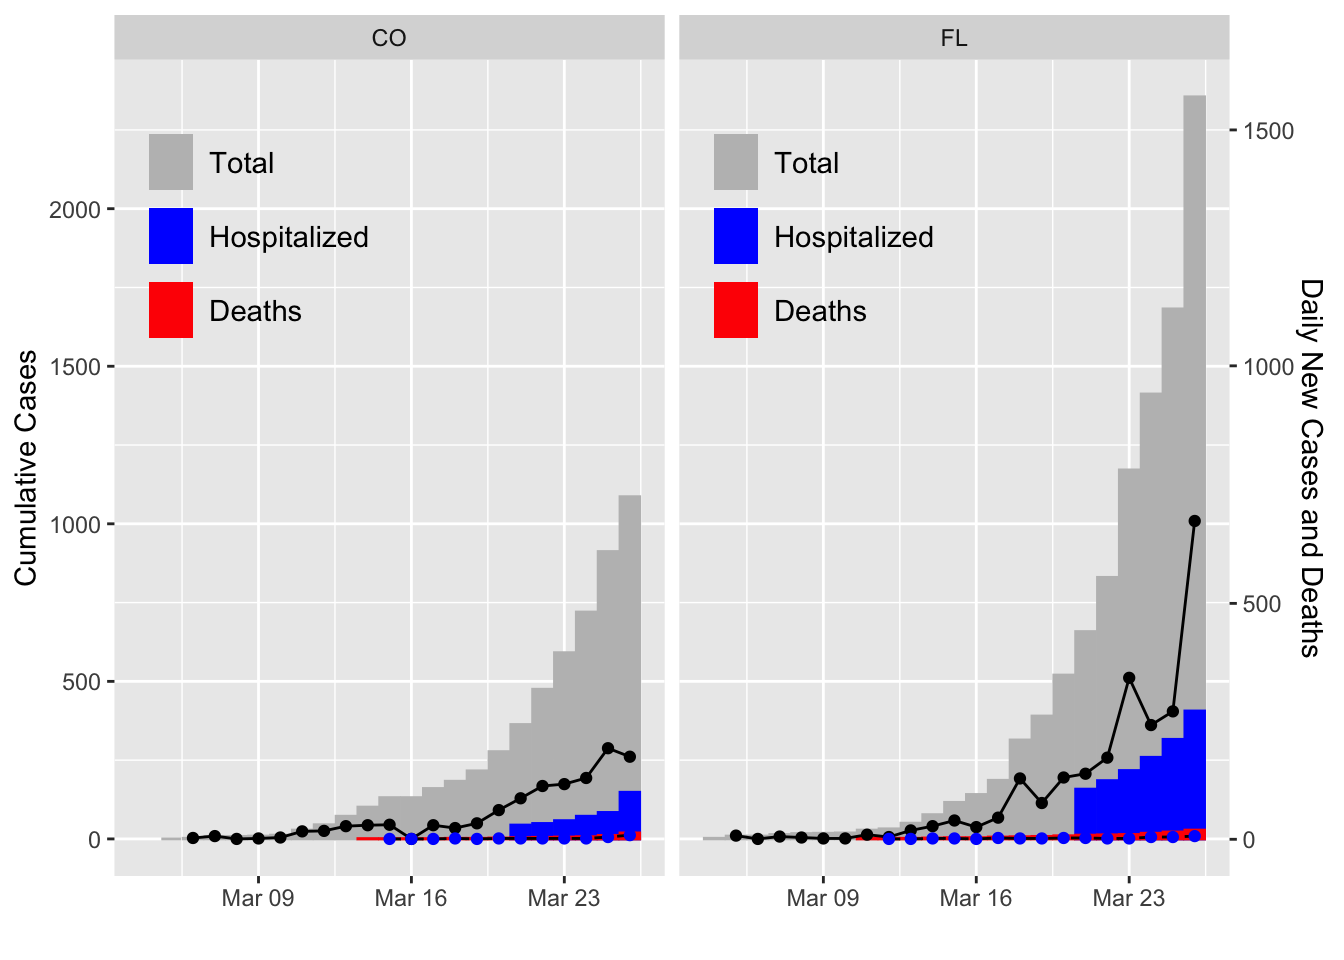 CO
FL
Total
Hospitalized
Deaths
Total
Hospitalized
Deaths
Cumulative Cases
2000
1500
1000
500
0
Mar 09
Mar 16
Mar 23
Mar 09
Mar 16
Mar 23
1500
1000
500
0
Daily New Cases and Deaths